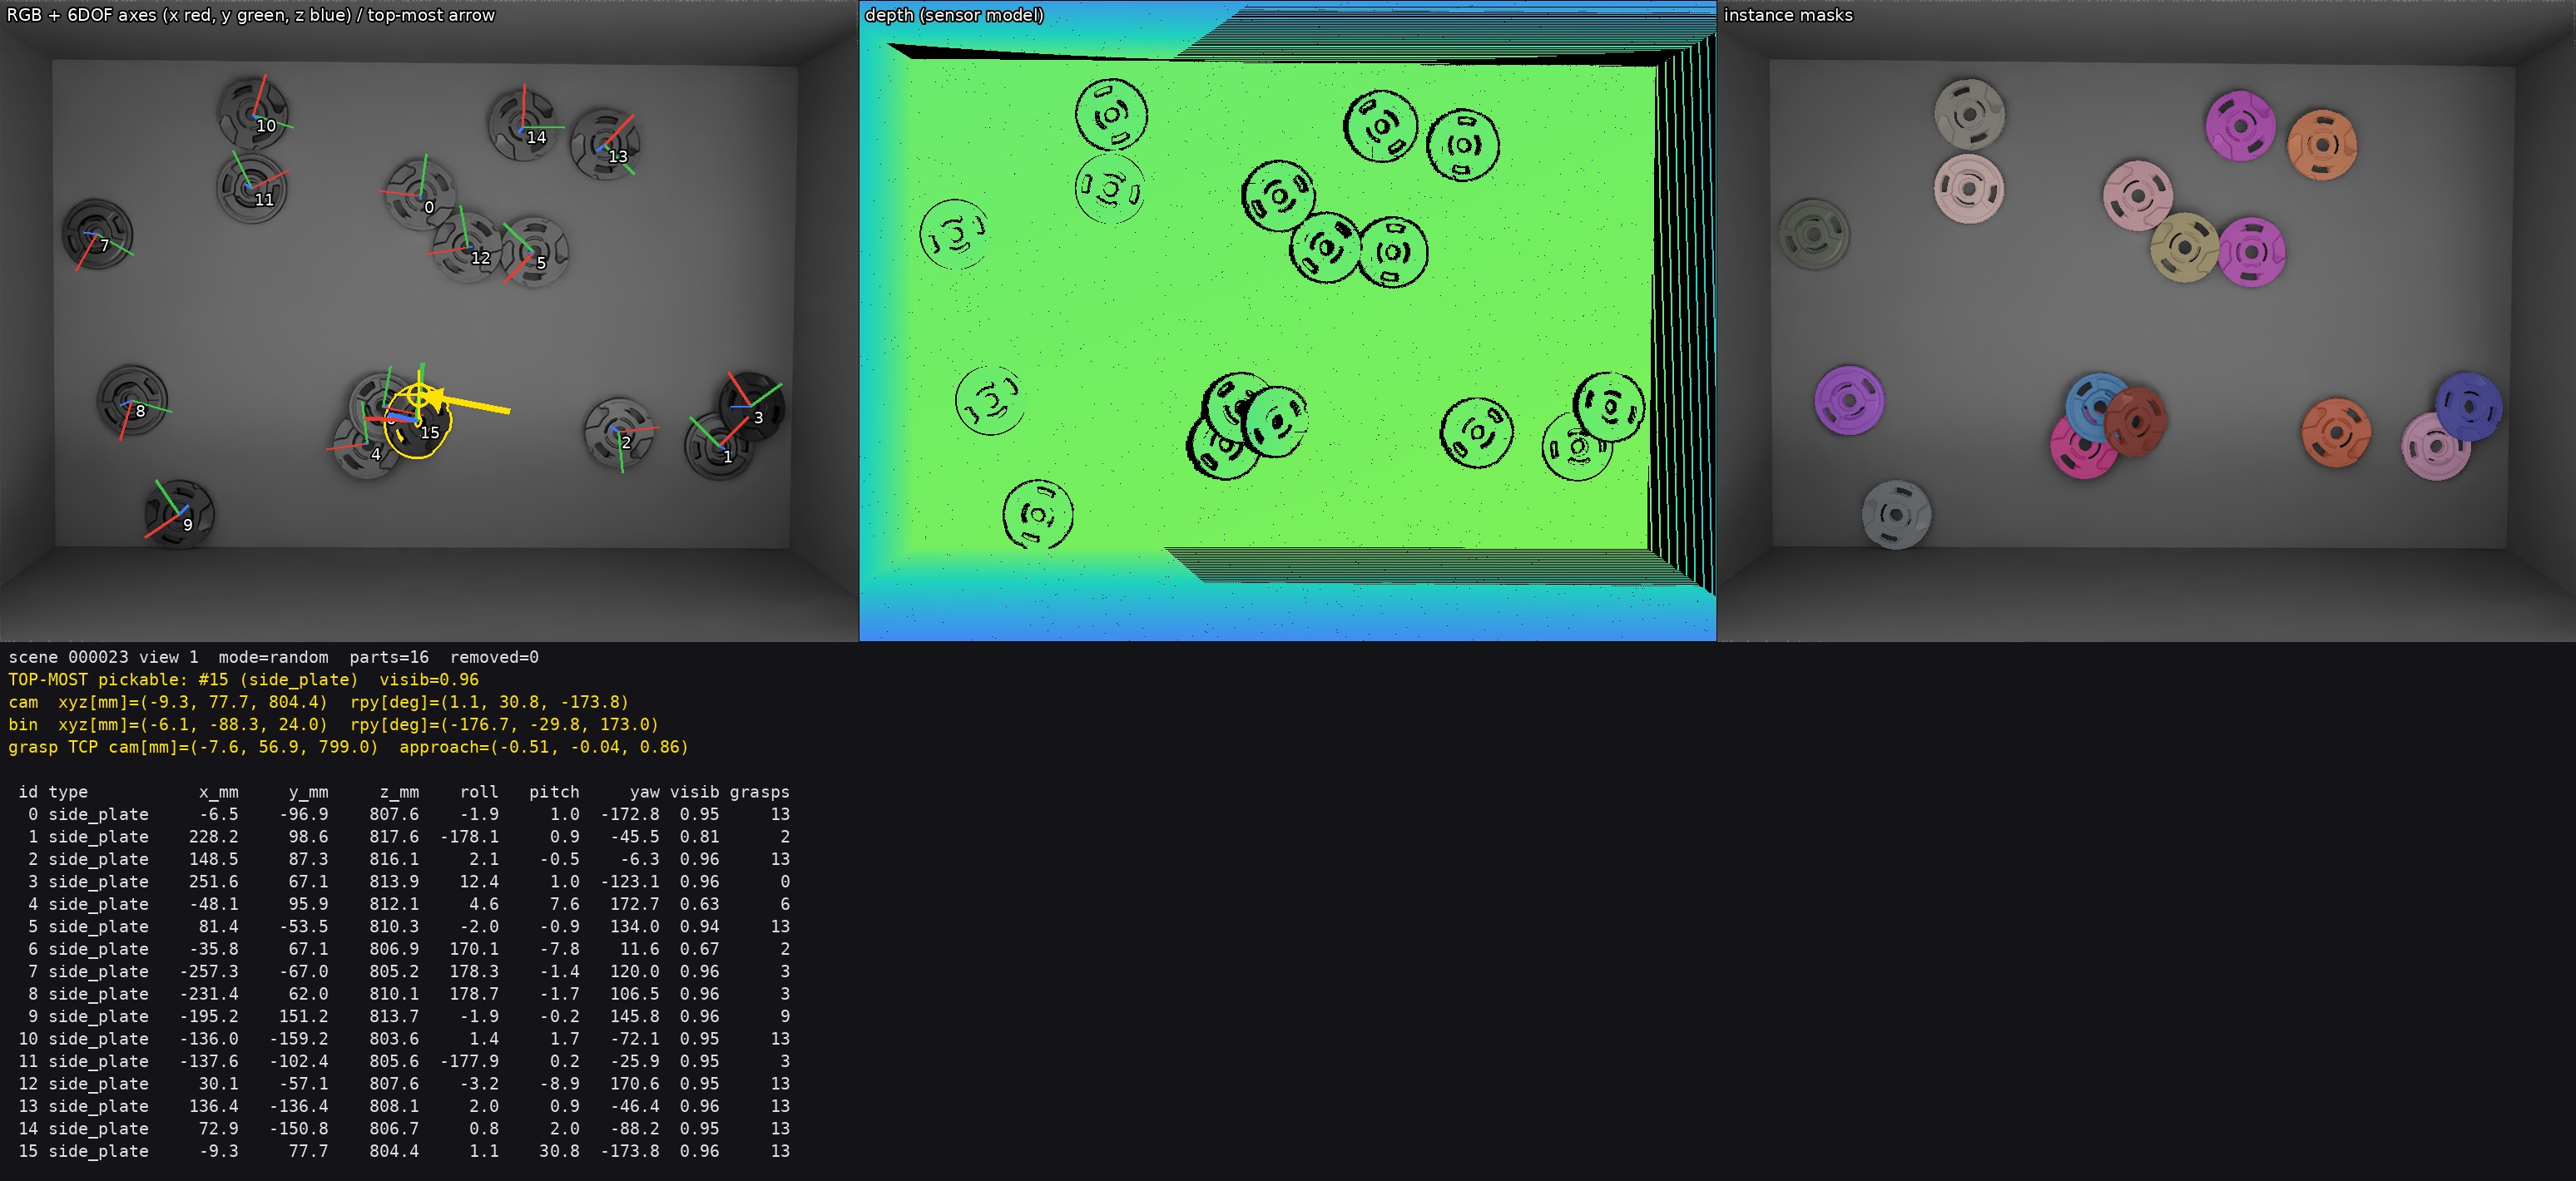 RGB + 6DOF axes (x red, y green, z blue) / top-most arrow
depth (sensor model)
instance masks
10
14
13
11
0
7
12
5
8
3
15
2
4
1
9
scene 000023 view 1 mode=random parts=16 removed=0
TOP-MOST pickable: #15 (side_plate) visib=0.96
cam xyz[mm]=(-9.3, 77.7, 804.4) rpy[deg]=(1.1, 30.8, -173.8)
bin xyz[mm]=(-6.1, -88.3, 24.0) rpy[deg]=(-176.7, -29.8, 173.0)
grasp TCP cam[mm]=(-7.6, 56.9, 799.0) approach=(-0.51, -0.04, 0.86)
id type x_mm y_mm z_mm roll pitch yaw visib grasps
0 side_plate -6.5 -96.9 807.6 -1.9 1.0 -172.8 0.95 13
1 side_plate 228.2 98.6 817.6 -178.1 0.9 -45.5 0.81 2
2 side_plate 148.5 87.3 816.1 2.1 -0.5 -6.3 0.96 13
3 side_plate 251.6 67.1 813.9 12.4 1.0 -123.1 0.96 0
4 side_plate -48.1 95.9 812.1 4.6 7.6 172.7 0.63 6
5 side_plate 81.4 -53.5 810.3 -2.0 -0.9 134.0 0.94 13
6 side_plate -35.8 67.1 806.9 170.1 -7.8 11.6 0.67 2
7 side_plate -257.3 -67.0 805.2 178.3 -1.4 120.0 0.96 3
8 side_plate -231.4 62.0 810.1 178.7 -1.7 106.5 0.96 3
9 side_plate -195.2 151.2 813.7 -1.9 -0.2 145.8 0.96 9
10 side_plate -136.0 -159.2 803.6 1.4 1.7 -72.1 0.95 13
11 side_plate -137.6 -102.4 805.6 -177.9 0.2 -25.9 0.95 3
12 side_plate 30.1 -57.1 807.6 -3.2 -8.9 170.6 0.95 13
13 side_plate 136.4 -136.4 808.1 2.0 0.9 -46.4 0.96 13
14 side_plate 72.9 -150.8 806.7 0.8 2.0 -88.2 0.95 13
15 side_plate -9.3 77.7 804.4 1.1 30.8 -173.8 0.96 13